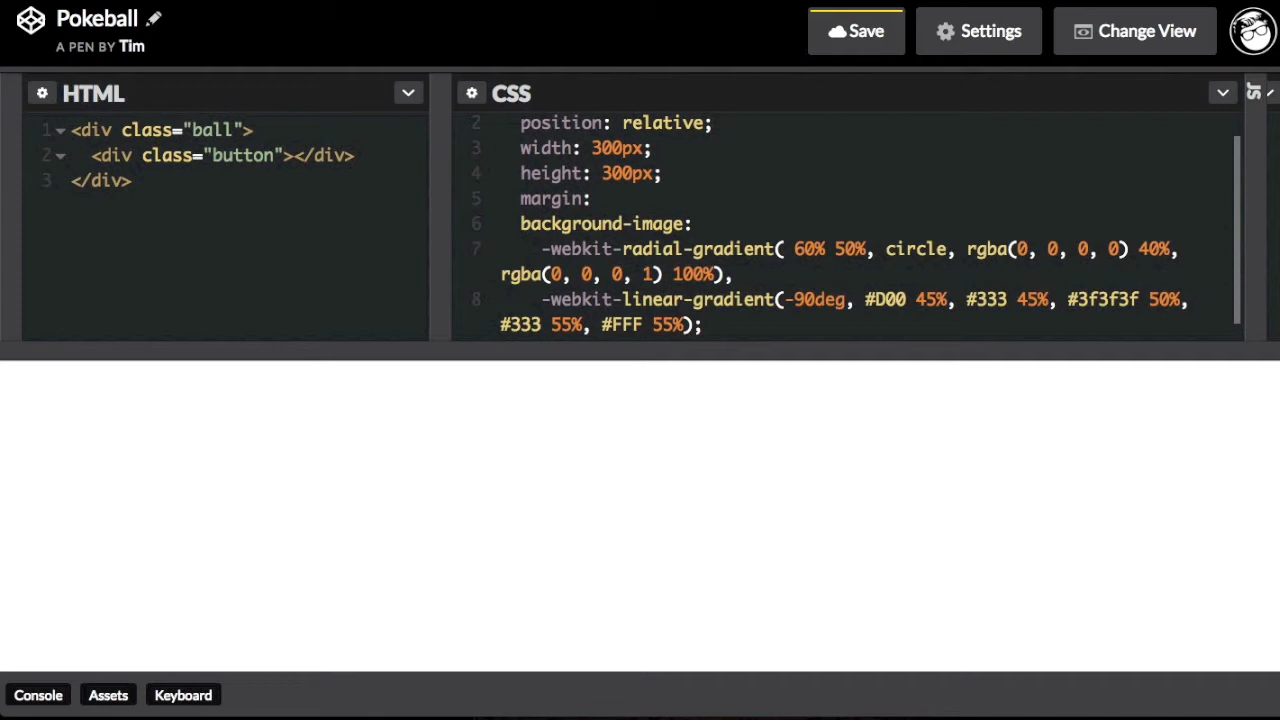 Pokeball
A PEN BY Tim
Save
Settings
Change View
HTML
1 <div class="ball">
2 <div class="button"></div>
3 </div>
CSS
2 position: relative;
3 width: 300px;
4 height: 300px;
5 margin:
6 background-image:
7 -webkit-radial-gradient( 60% 50%, circle, rgba(0, 0, 0, 0) 40%,
rgba(0, 0, 0, 1) 100%),
8 -webkit-linear-gradient(-90deg, #D00 45%, #333 45%, #3f3f3f 50%,
#333 55%, #FFF 55%);
JS
Console
Assets
Keyboard